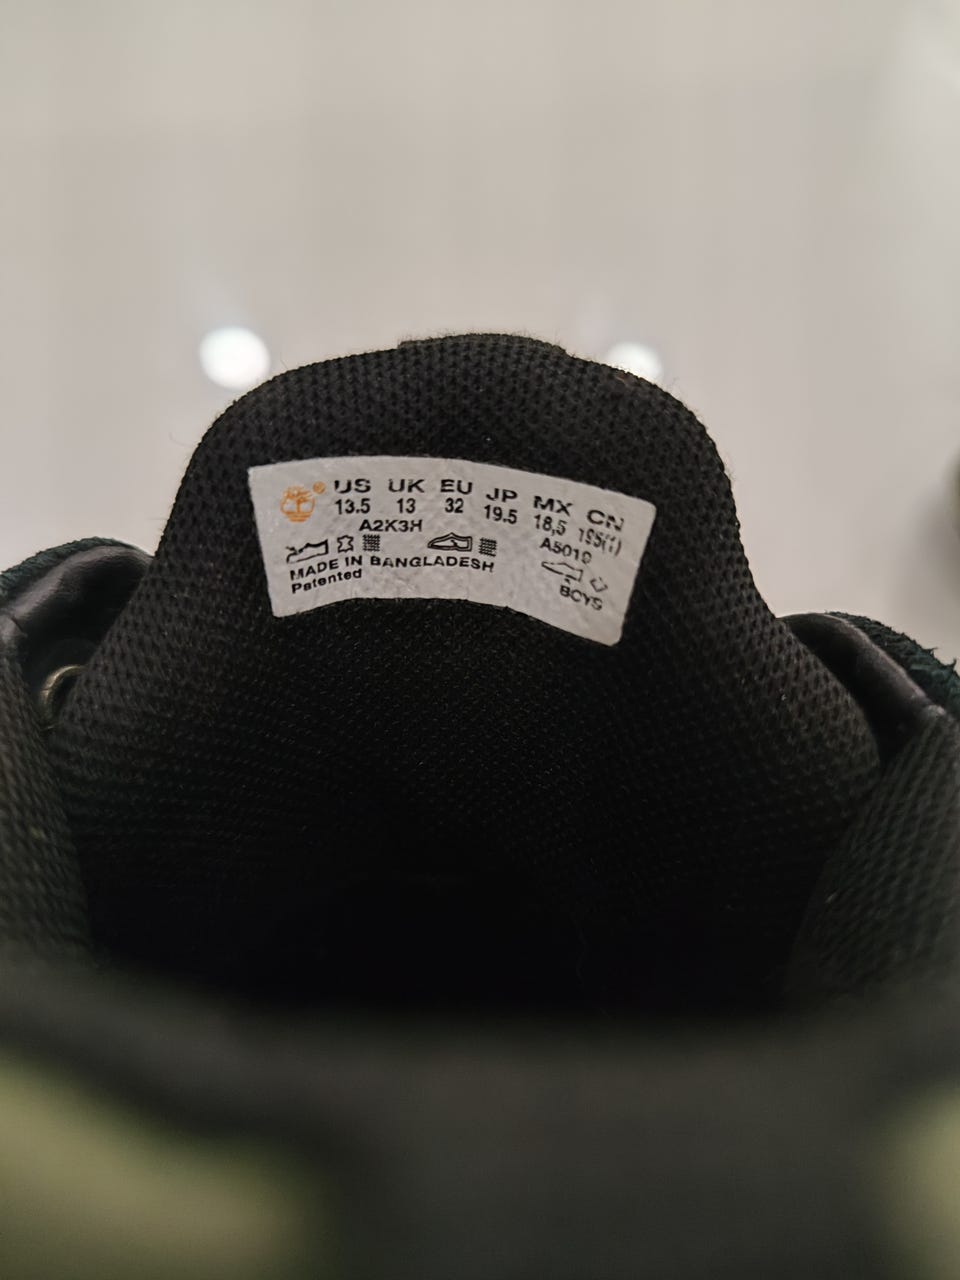 ® US UK EU JP MX CN
13.5 13 32 19.5 18,5 195(1)
A2K3H A5019
MADE IN BANGLADESH
Patented BOYS